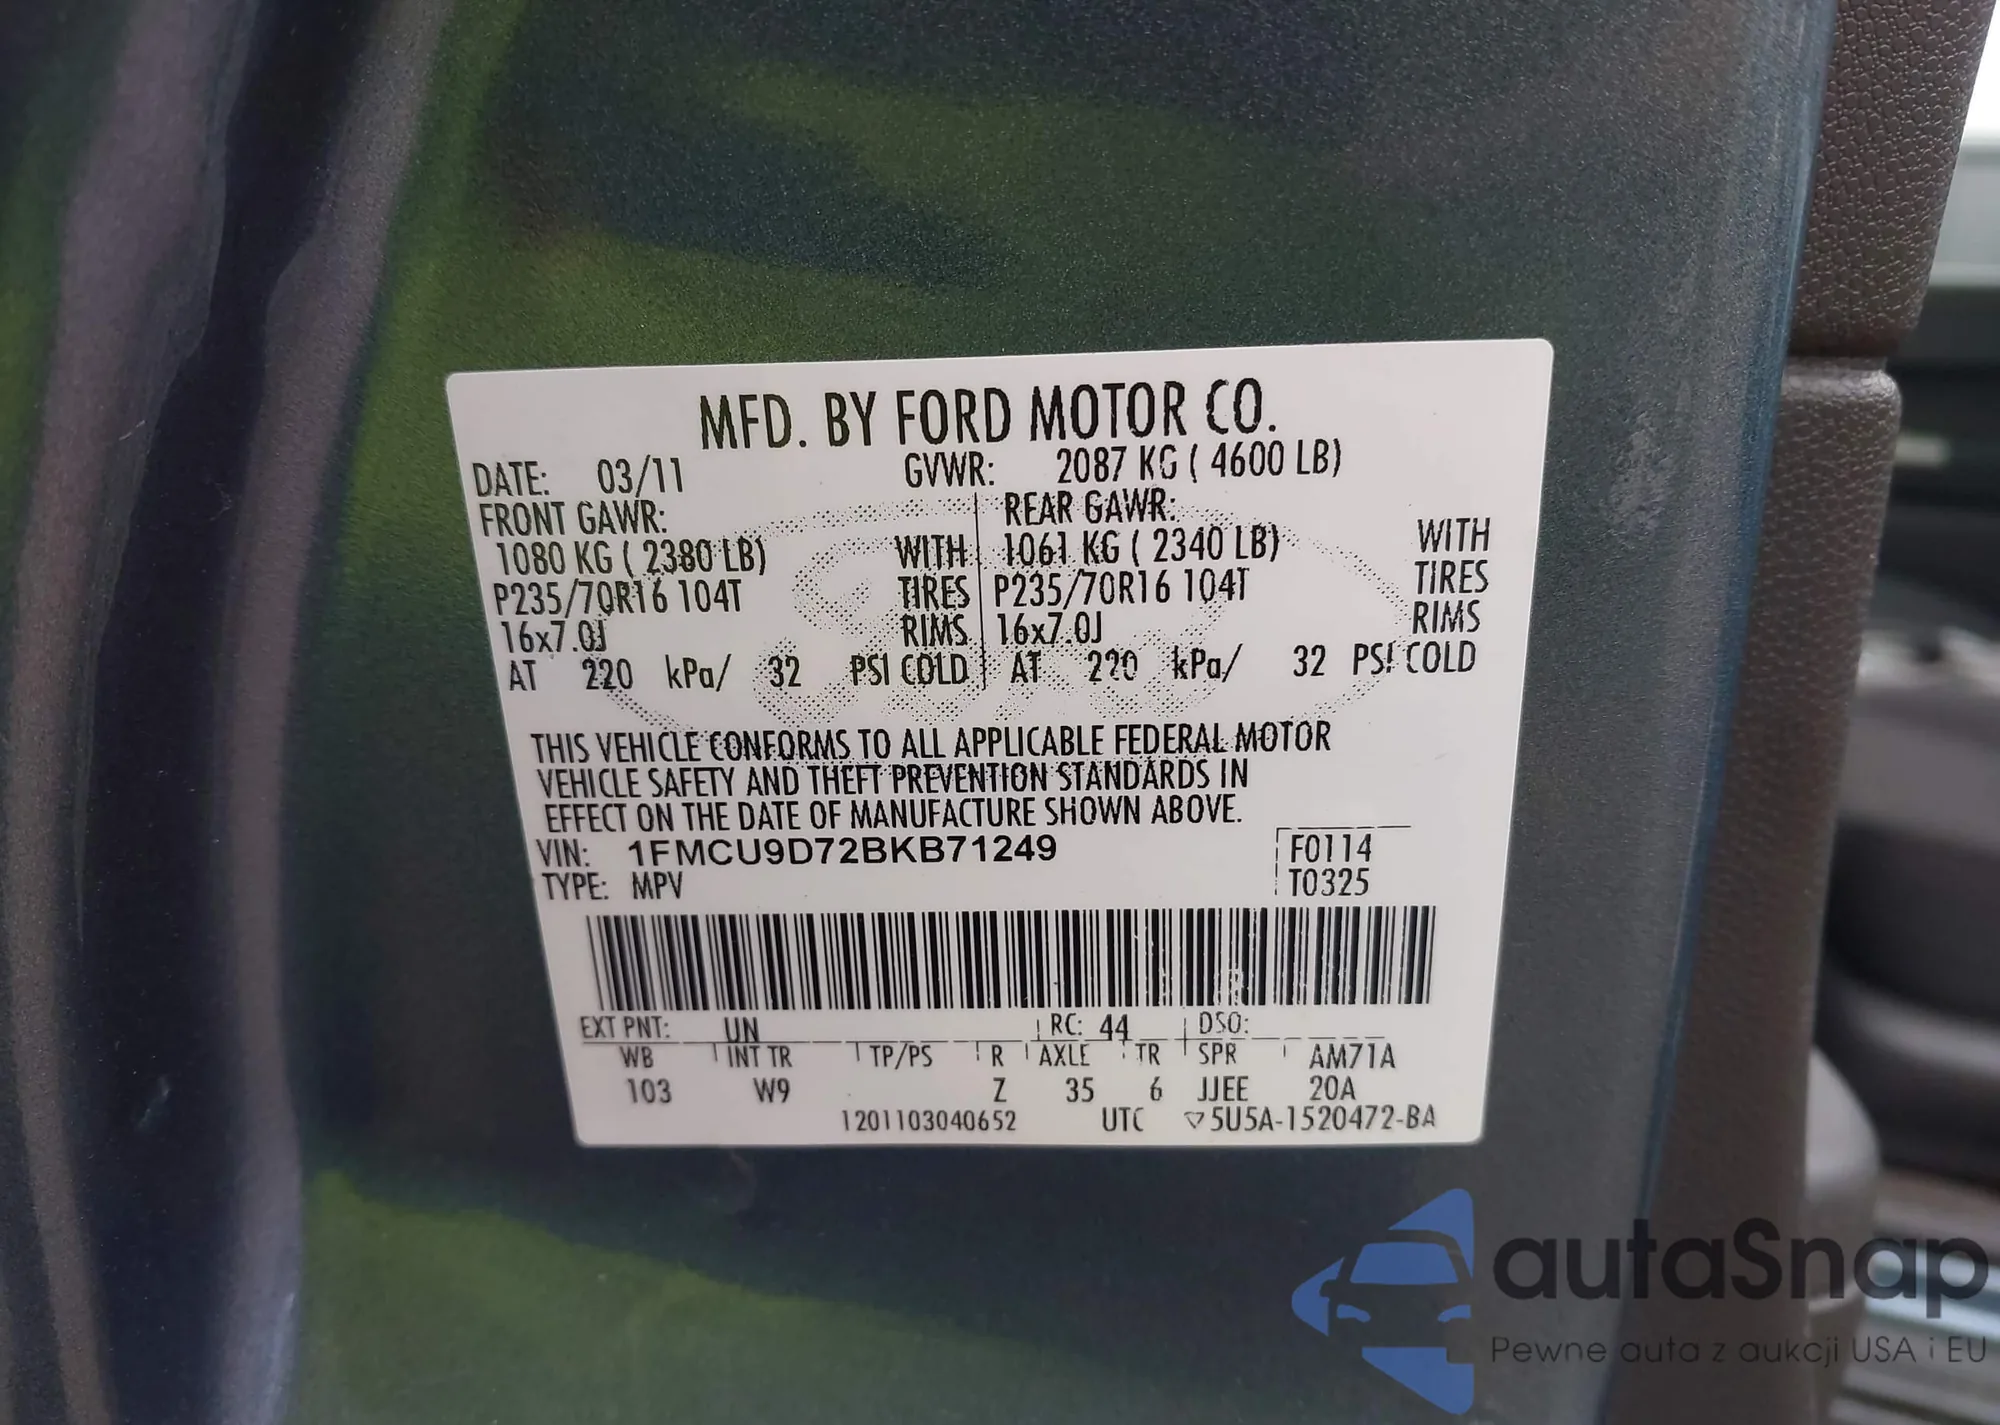 MFD. BY FORD MOTOR CO.
DATE: 03/11 GVWR: 2087 KG ( 4600 LB)
FRONT GAWR: REAR GAWR:
1080 KG ( 2380 LB) WITH 1061 KG ( 2340 LB) WITH
P235/70R16 104T TIRES P235/70R16 104T TIRES
16x7.0J RIMS 16x7.0J RIMS
AT 220 kPa/ 32 PSI COLD AT 220 kPa/ 32 PSI COLD
THIS VEHICLE CONFORMS TO ALL APPLICABLE FEDERAL MOTOR
VEHICLE SAFETY AND THEFT PREVENTION STANDARDS IN
EFFECT ON THE DATE OF MANUFACTURE SHOWN ABOVE.
VIN: 1FMCU9D72BKB71249 F0114
TYPE: MPV T0325
EXT PNT: UN RC: 44 DSO:
WB INT TR TP/PS R AXLE TR SPR AM71A
103 W9 Z 35 6 JJEE 20A
1201103040652 UTC ▽5U5A-1520472-BA
autaSnap
Pewne auta z aukcji USA i EU